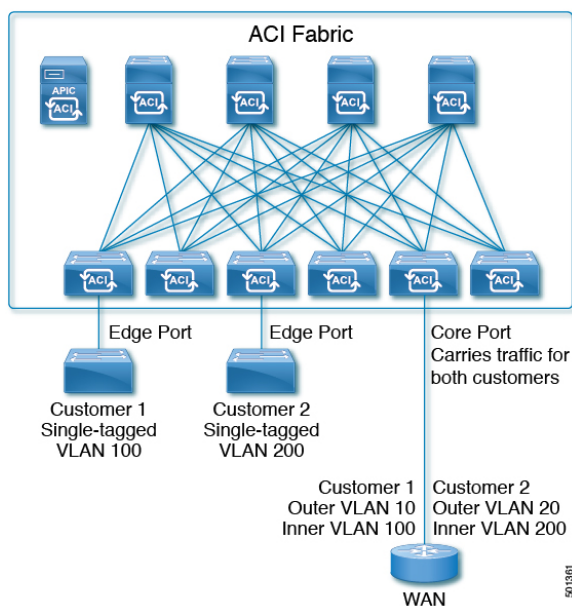 ACI Fabric
APIC
ACI
ACI
ACI
ACI
ACI
ACI
ACI
ACI
ACI
ACI
ACI
Edge Port
Edge Port
Core Port
Carries traffic for
both customers
Customer 1
Single-tagged
VLAN 100
Customer 2
Single-tagged
VLAN 200
Customer 1
Outer VLAN 10
Inner VLAN 100
Customer 2
Outer VLAN 20
Inner VLAN 200
WAN
501361